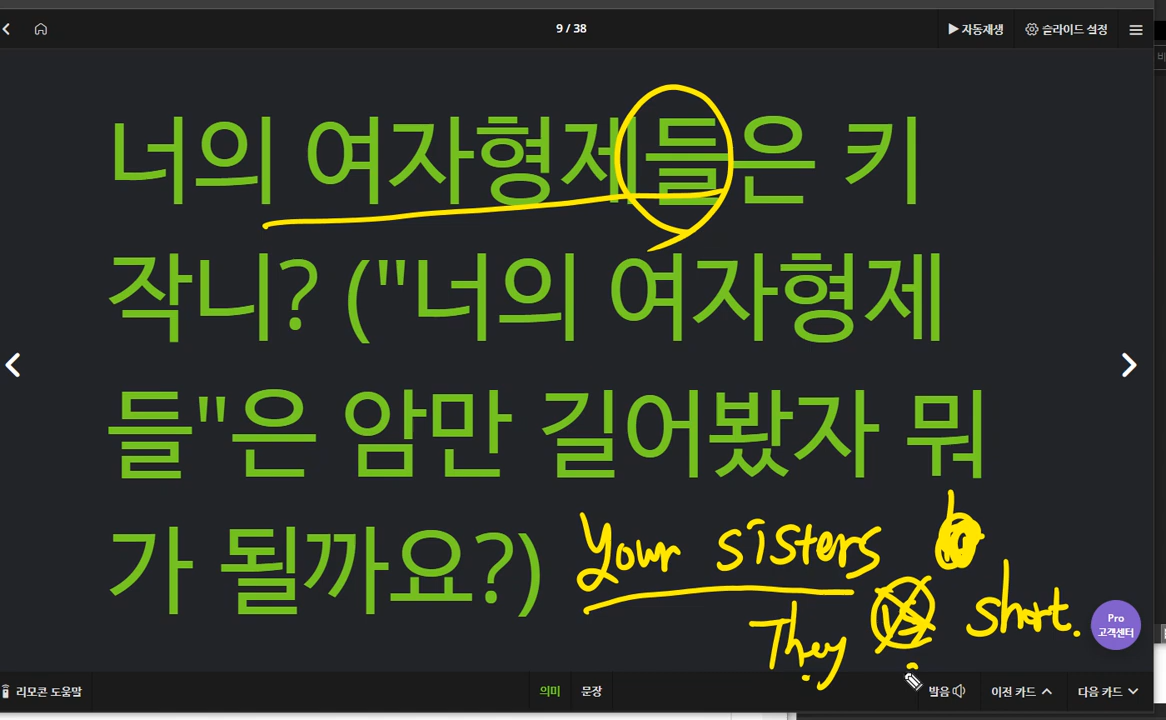 9 / 38
▶ 자동재생
슬라이드 설정
너의 여자형제들은 키
작니? ("너의 여자형제
들"은 암만 길어봤자 뭐
가 될까요?)
Your sisters
They is short.
Pro
고객센터
리모콘 도움말
의미
문장
발음
이전 카드
다음 카드